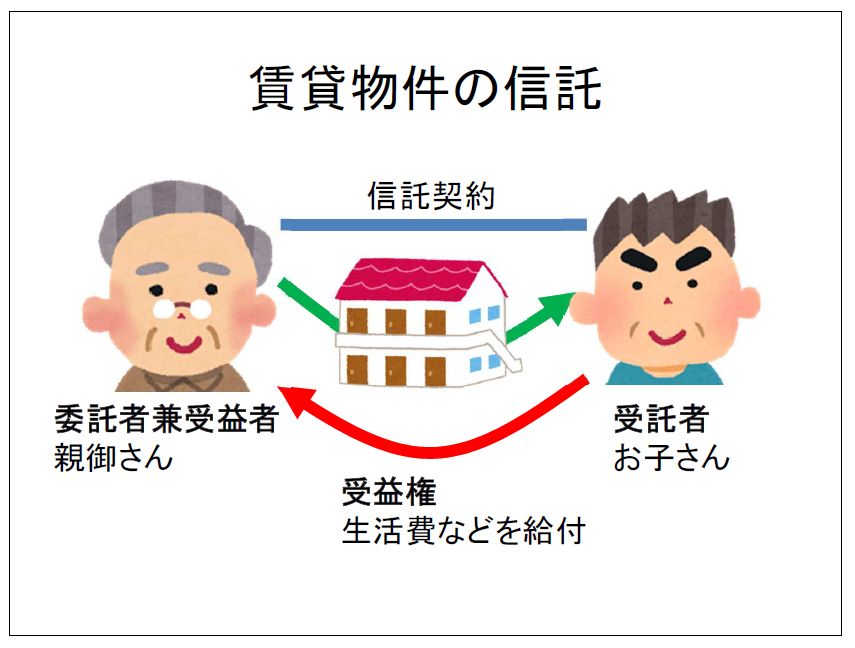 賃貸物件の信託
信託契約
委託者兼受益者
親御さん
受託者
お子さん
受益権
生活費などを給付